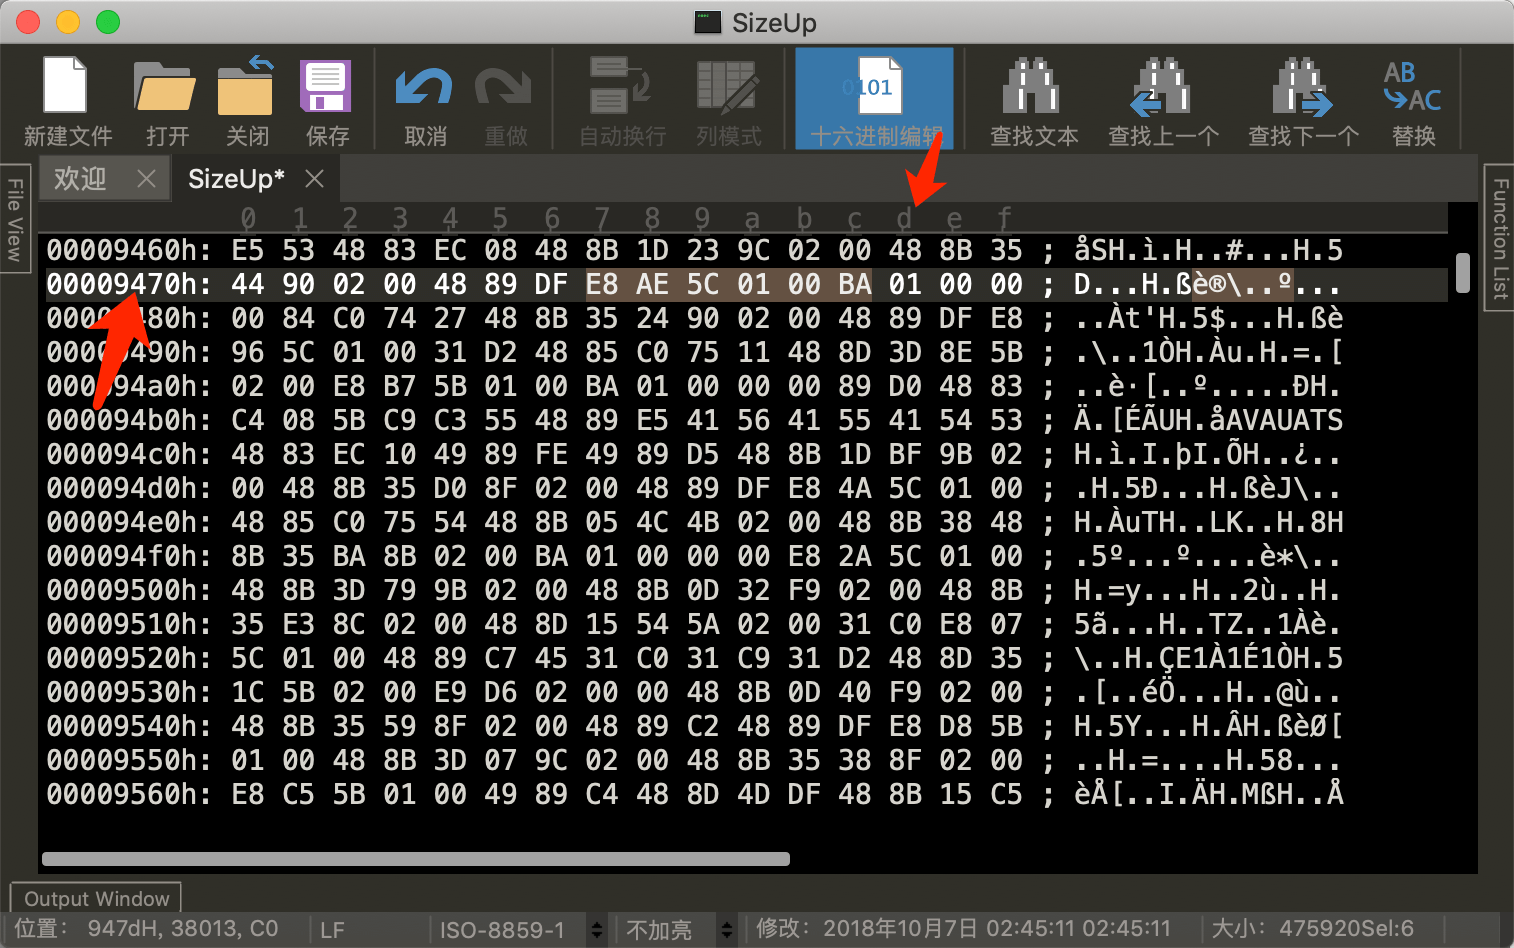 SizeUp
新建文件 打开 关闭 保存 取消 重做 自动换行 列模式 0101 十六进制编辑 查找文本 查找上一个 查找下一个 AB AC 替换
File View
欢迎 SizeUp*
Function List
0 1 2 3 4 5 6 7 8 9 a b c d e f
00009460h: E5 53 48 83 EC 08 48 8B 1D 23 9C 02 00 48 8B 35 ; åSH.ì.H..#...H.5
00009470h: 44 90 02 00 48 89 DF E8 AE 5C 01 00 BA 01 00 00 ; D...H.ßè®\..º...
480h: 00 84 C0 74 27 48 8B 35 24 90 02 00 48 89 DF E8 ; ..Àt'H.5$...H.ßè
490h: 96 5C 01 00 31 D2 48 85 C0 75 11 48 8D 3D 8E 5B ; .\..1ÒH.Àu.H.=.[
94a0h: 02 00 E8 B7 5B 01 00 BA 01 00 00 00 89 D0 48 83 ; ..è·[..º.....ÐH.
000094b0h: C4 08 5B C9 C3 55 48 89 E5 41 56 41 55 41 54 53 ; Ä.[ÉÃUH.åAVAUATS
000094c0h: 48 83 EC 10 49 89 FE 49 89 D5 48 8B 1D BF 9B 02 ; H.ì.I.þI.ÕH..¿..
000094d0h: 00 48 8B 35 D0 8F 02 00 48 89 DF E8 4A 5C 01 00 ; .H.5Ð...H.ßèJ\..
000094e0h: 48 85 C0 75 54 48 8B 05 4C 4B 02 00 48 8B 38 48 ; H.ÀuTH..LK..H.8H
000094f0h: 8B 35 BA 8B 02 00 BA 01 00 00 00 E8 2A 5C 01 00 ; .5º...º....è*\..
00009500h: 48 8B 3D 79 9B 02 00 48 8B 0D 32 F9 02 00 48 8B ; H.=y...H..2ù..H.
00009510h: 35 E3 8C 02 00 48 8D 15 54 5A 02 00 31 C0 E8 07 ; 5ã...H..TZ..1Àè.
00009520h: 5C 01 00 48 89 C7 45 31 C0 31 C9 31 D2 48 8D 35 ; \..H.ÇE1À1É1ÒH.5
00009530h: 1C 5B 02 00 E9 D6 02 00 00 48 8B 0D 40 F9 02 00 ; .[..éÖ...H..@ù..
00009540h: 48 8B 35 59 8F 02 00 48 89 C2 48 89 DF E8 D8 5B ; H.5Y...H.ÂH.ßèØ[
00009550h: 01 00 48 8B 3D 07 9C 02 00 48 8B 35 38 8F 02 00 ; ..H.=....H.58...
00009560h: E8 C5 5B 01 00 49 89 C4 48 8D 4D DF 48 8B 15 C5 ; èÅ[..I.ÄH.MßH..Å
Output Window
位置： 947dH, 38013, C0 LF ISO-8859-1 不加亮 修改：2018年10月7日 02:45:11 02:45:11 大小：475920Sel:6